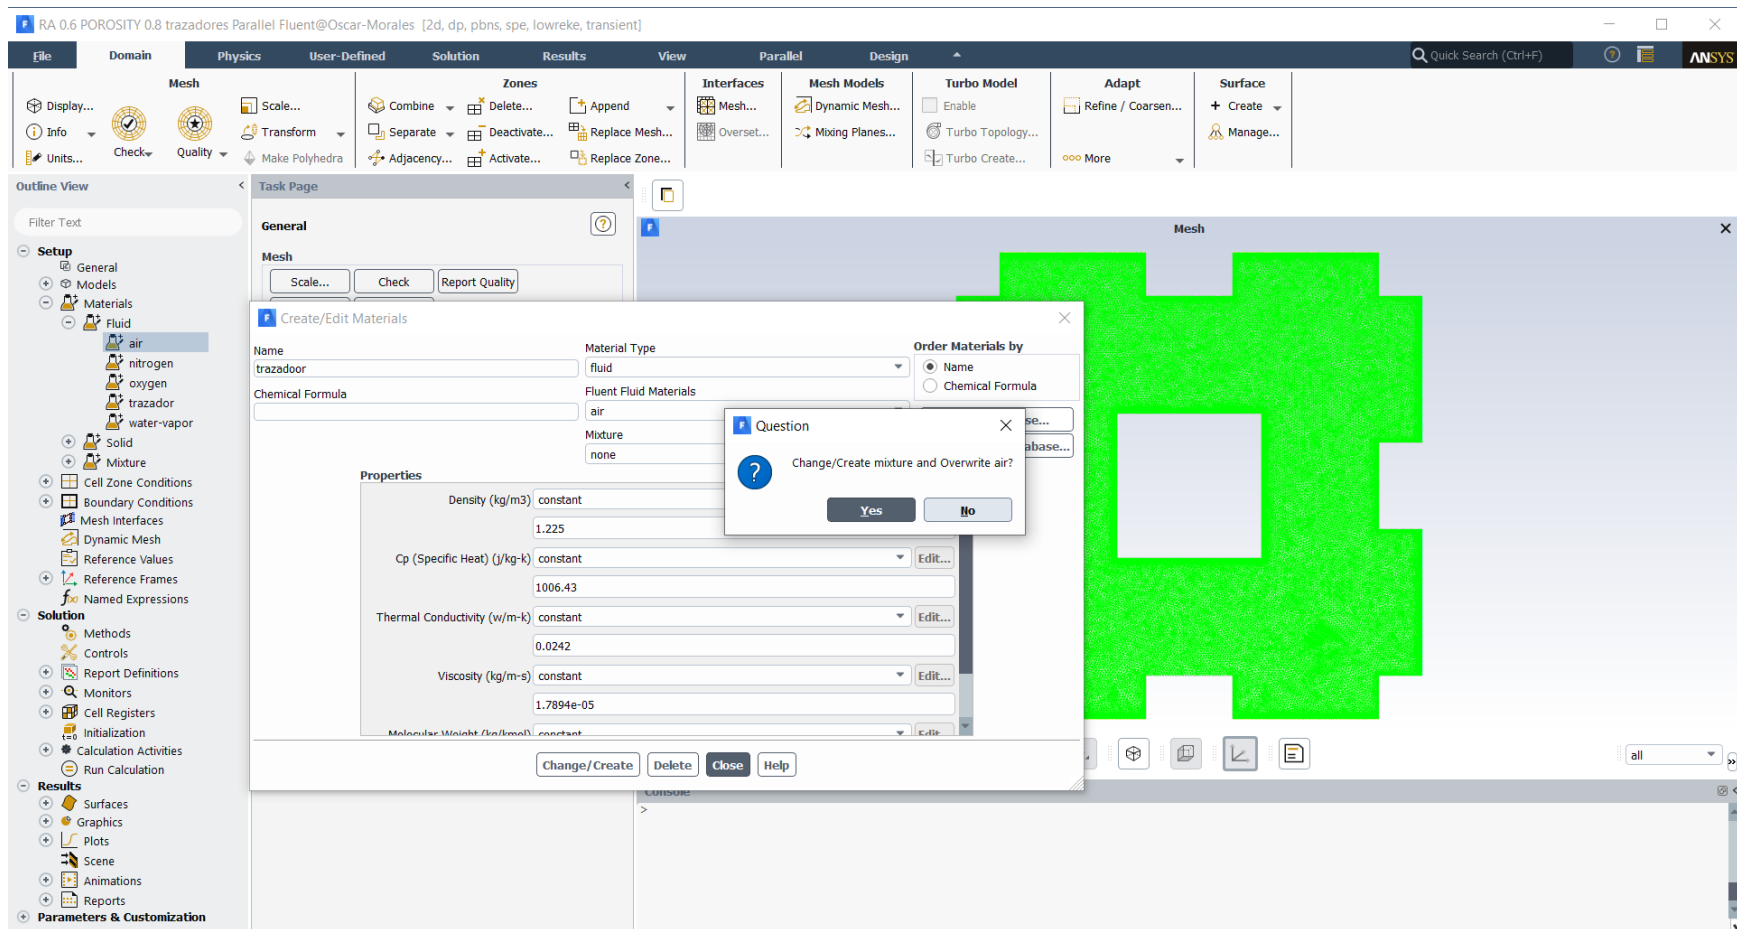 RA 0.6 POROSITY 0.8 trazadores Parallel Fluent@Oscar-Morales [2d, dp, pbns, spe, lowreke, transient]
File Domain Physics User-Defined Solution Results View Parallel Design Quick Search (Ctrl+F) ANSYS
Mesh Zones Interfaces Mesh Models Turbo Model Adapt Surface
Display... Scale... Combine Delete... Append Mesh... Dynamic Mesh... Enable Refine / Coarsen... + Create
Info Transform Separate Deactivate... Replace Mesh... Overset... Mixing Planes... Turbo Topology... Manage...
Units... Check Quality Make Polyhedra Adjacency... Activate... Replace Zone... Turbo Create... More
Outline View
Task Page
Filter Text
General
Mesh
Scale... Check Report Quality
Setup
General
Models
Materials
Fluid
air
nitrogen
oxygen
trazador
water-vapor
Solid
Mixture
Cell Zone Conditions
Boundary Conditions
Mesh Interfaces
Dynamic Mesh
Reference Values
Reference Frames
Named Expressions
Solution
Methods
Controls
Report Definitions
Monitors
Cell Registers
Initialization
Calculation Activities
Run Calculation
Results
Surfaces
Graphics
Plots
Scene
Animations
Reports
Parameters & Customization
Mesh
Create/Edit Materials
Name
trazadoor
Chemical Formula
Material Type
fluid
Fluent Fluid Materials
air
Mixture
none
Order Materials by
Name
Chemical Formula
se...
abase...
Properties
Density (kg/m3) constant
1.225
Cp (Specific Heat) (j/kg-k) constant Edit...
1006.43
Thermal Conductivity (w/m-k) constant Edit...
0.0242
Viscosity (kg/m-s) constant Edit...
1.7894e-05
Molecular Weight (kg/kmol) constant Edit...
Change/Create Delete Close Help
Question
Change/Create mixture and Overwrite air?
Yes No
all
Console
>